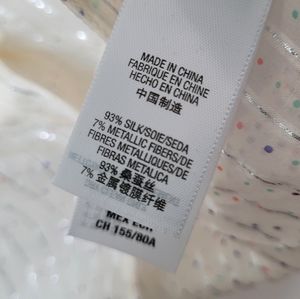 MADE IN CHINA
FABRIQUE EN CHINE
HECHO EN CHINA
中国制造
93% SILK/SOIE/SEDA
7% METALLIC FIBERS/DE
FIBRES METALLIQUES/DE
FIBRAS METALICA
93% 桑蚕丝
7% 金属镀膜纤维
MEX
CH 155/80A